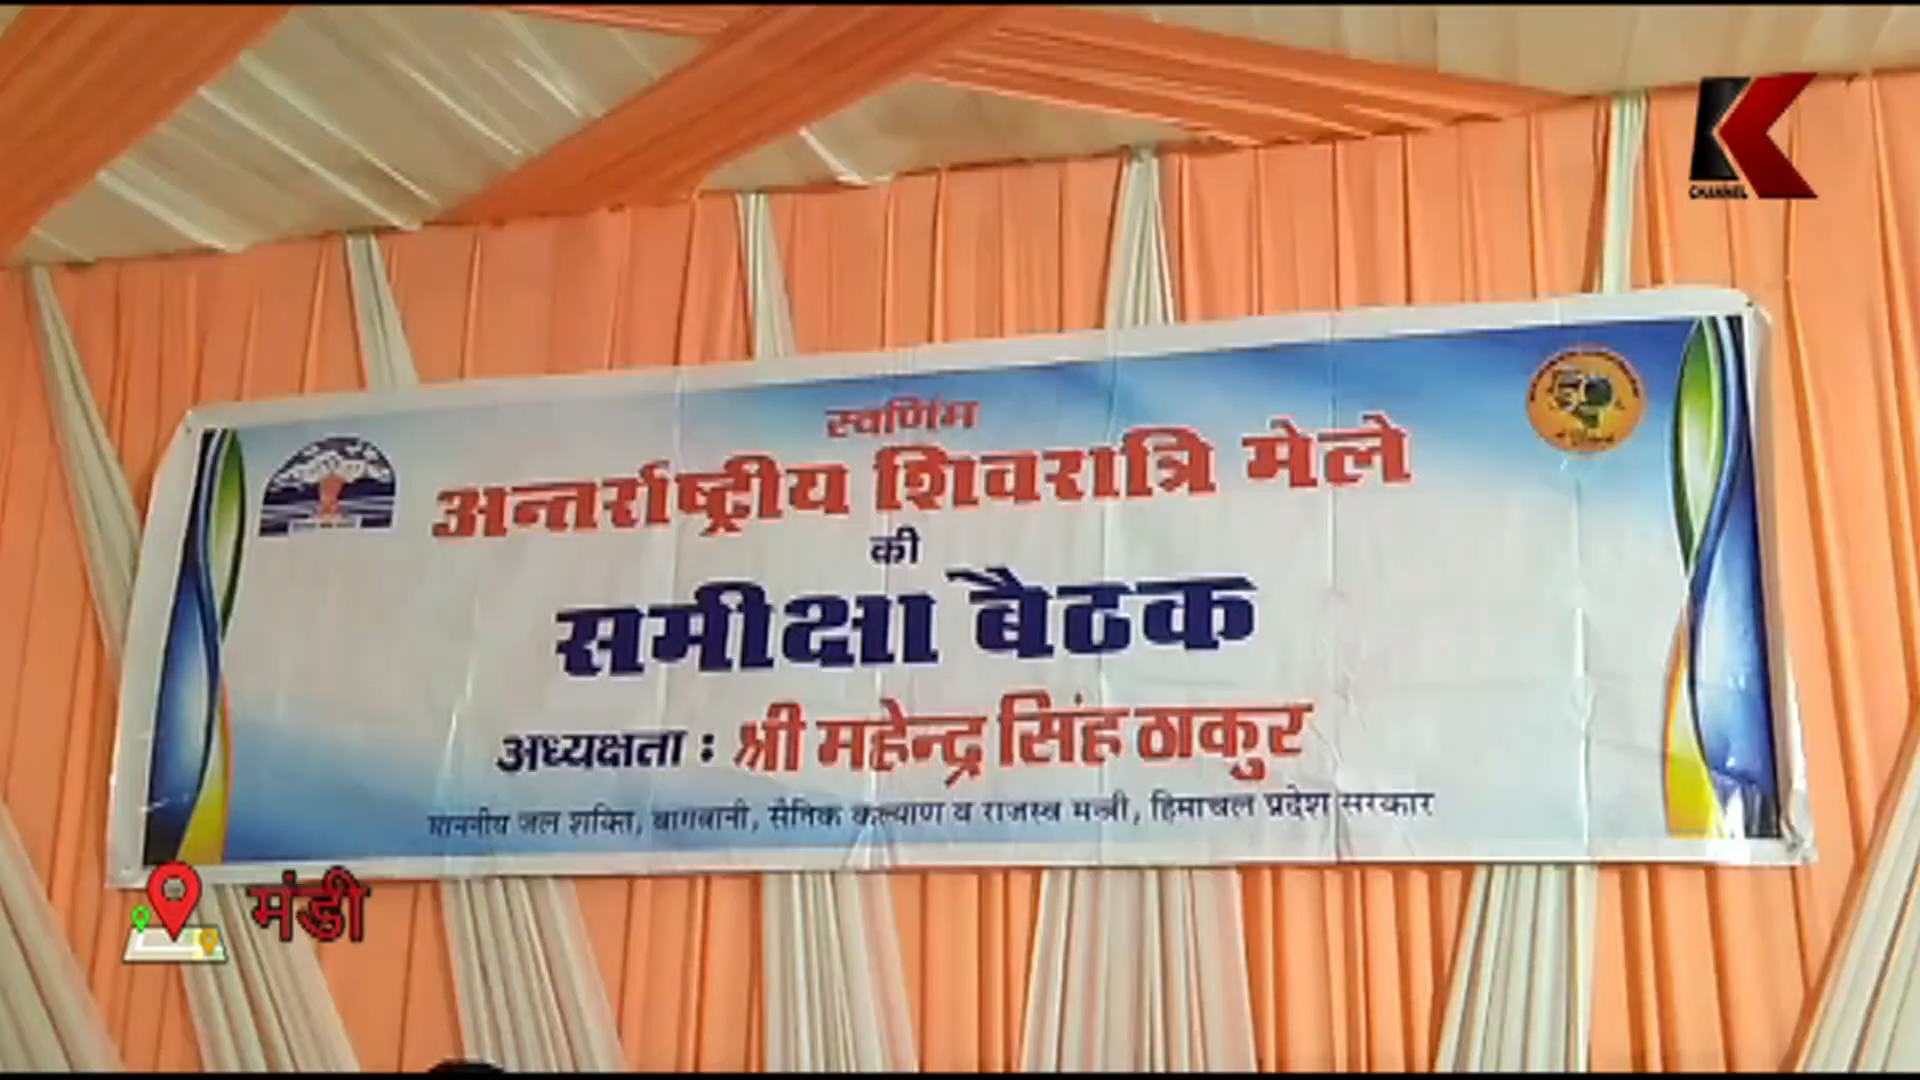 K
CHANNEL
स्वर्णिम
अन्तर्राष्ट्रीय शिवरात्रि मेले
की
समीक्षा बैठक
अध्यक्षता : श्री महेन्द्र सिंह ठाकुर
माननीय जल शक्ति, बागवानी, सैनिक कल्याण व राजस्व मन्त्री, हिमाचल प्रदेश सरकार
मंडी